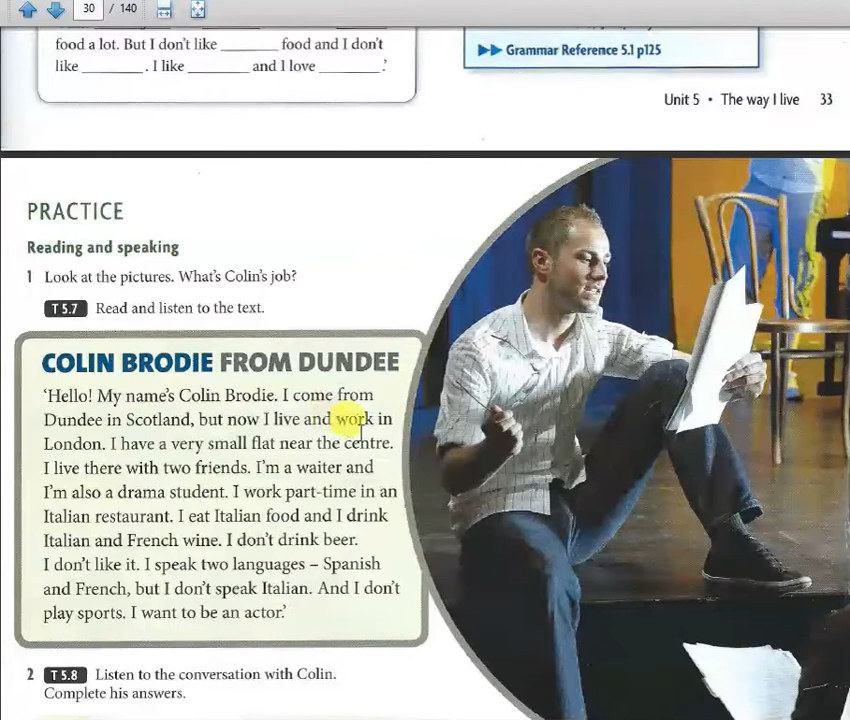 30 / 140
food a lot. But I don't like ________ food and I don't
like ________. I like ________ and I love ________.'
Grammar Reference 5.1 p125
Unit 5 • The way I live 33
PRACTICE
Reading and speaking
1 Look at the pictures. What's Colin's job?
T 5.7 Read and listen to the text.
COLIN BRODIE FROM DUNDEE
'Hello! My name's Colin Brodie. I come from
Dundee in Scotland, but now I live and work in
London. I have a very small flat near the centre.
I live there with two friends. I'm a waiter and
I'm also a drama student. I work part-time in an
Italian restaurant. I eat Italian food and I drink
Italian and French wine. I don't drink beer.
I don't like it. I speak two languages – Spanish
and French, but I don't speak Italian. And I don't
play sports. I want to be an actor.'
2 T 5.8 Listen to the conversation with Colin.
Complete his answers.